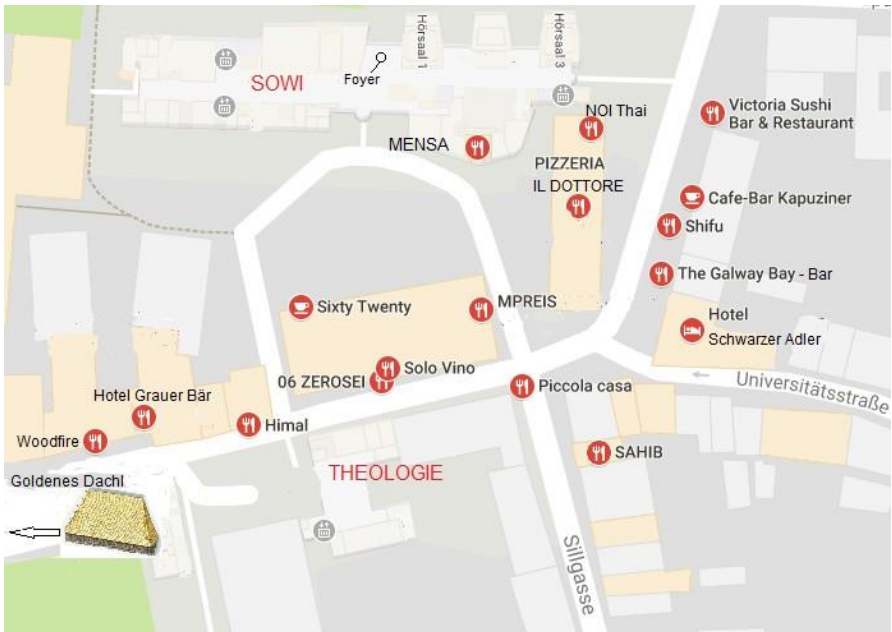 Hörsaal 1
Hörsaal 3
SOWI
Foyer
NOI Thai
Victoria Sushi
Bar & Restaurant
MENSA
PIZZERIA
IL DOTTORE
Cafe-Bar Kapuziner
Shifu
The Galway Bay - Bar
Sixty Twenty
MPREIS
Hotel
Schwarzer Adler
Solo Vino
06 ZEROSEI
Piccola casa
Universitätsstraße
Hotel Grauer Bär
Himal
Woodfire
SAHIB
THEOLOGIE
Goldenes Dachl
Sillgasse